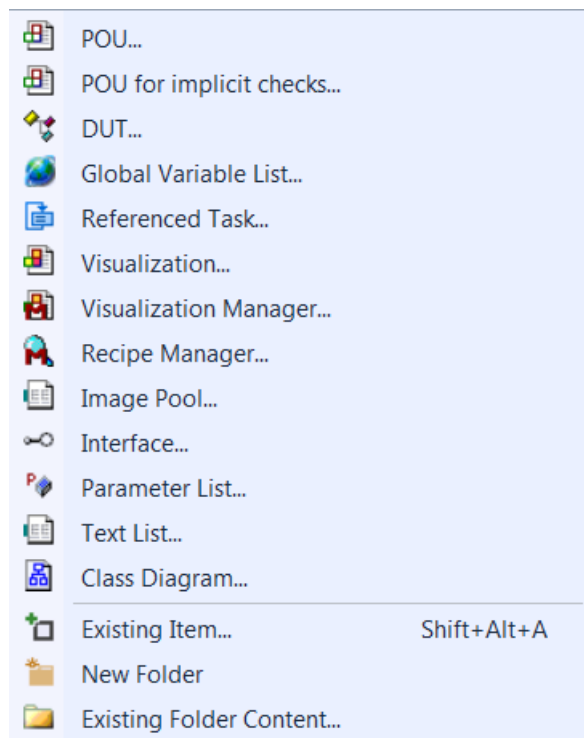 POU...
POU for implicit checks...
DUT...
Global Variable List...
Referenced Task...
Visualization...
Visualization Manager...
Recipe Manager...
Image Pool...
Interface...
Parameter List...
Text List...
Class Diagram...
Existing Item... Shift+Alt+A
New Folder
Existing Folder Content...